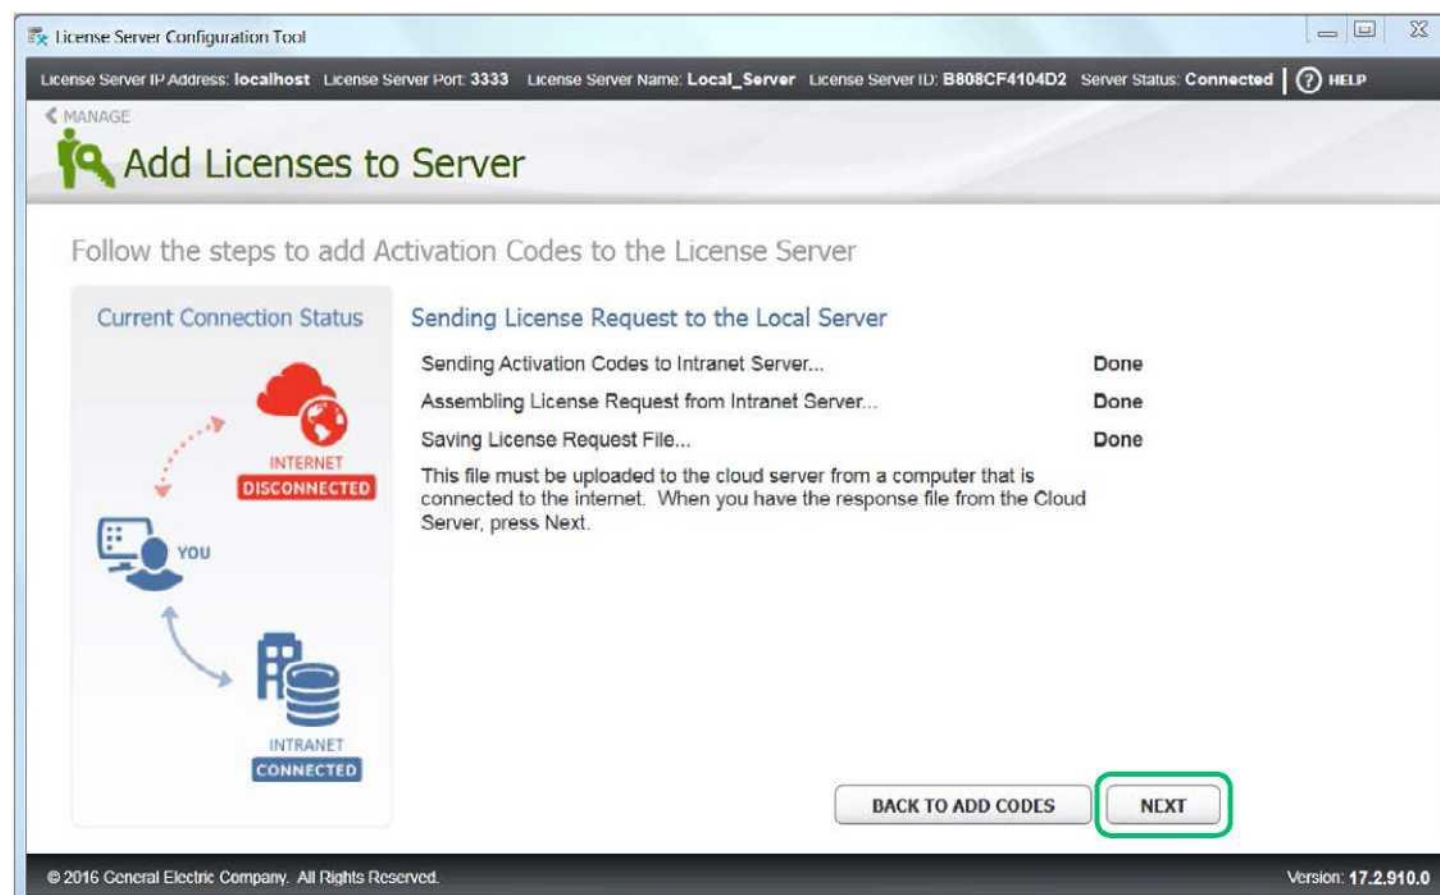 License Server Configuration Tool
License Server IP Address: localhost License Server Port: 3333 License Server Name: Local_Server License Server ID: B808CF4104D2 Server Status: Connected | ? HELP
MANAGE
Add Licenses to Server
Follow the steps to add Activation Codes to the License Server
Current Connection Status
INTERNET
DISCONNECTED
YOU
INTRANET
CONNECTED
Sending License Request to the Local Server
Sending Activation Codes to Intranet Server... Done
Assembling License Request from Intranet Server... Done
Saving License Request File... Done
This file must be uploaded to the cloud server from a computer that is
connected to the internet. When you have the response file from the Cloud
Server, press Next.
BACK TO ADD CODES NEXT
© 2016 General Electric Company. All Rights Reserved. Version: 17.2.910.0